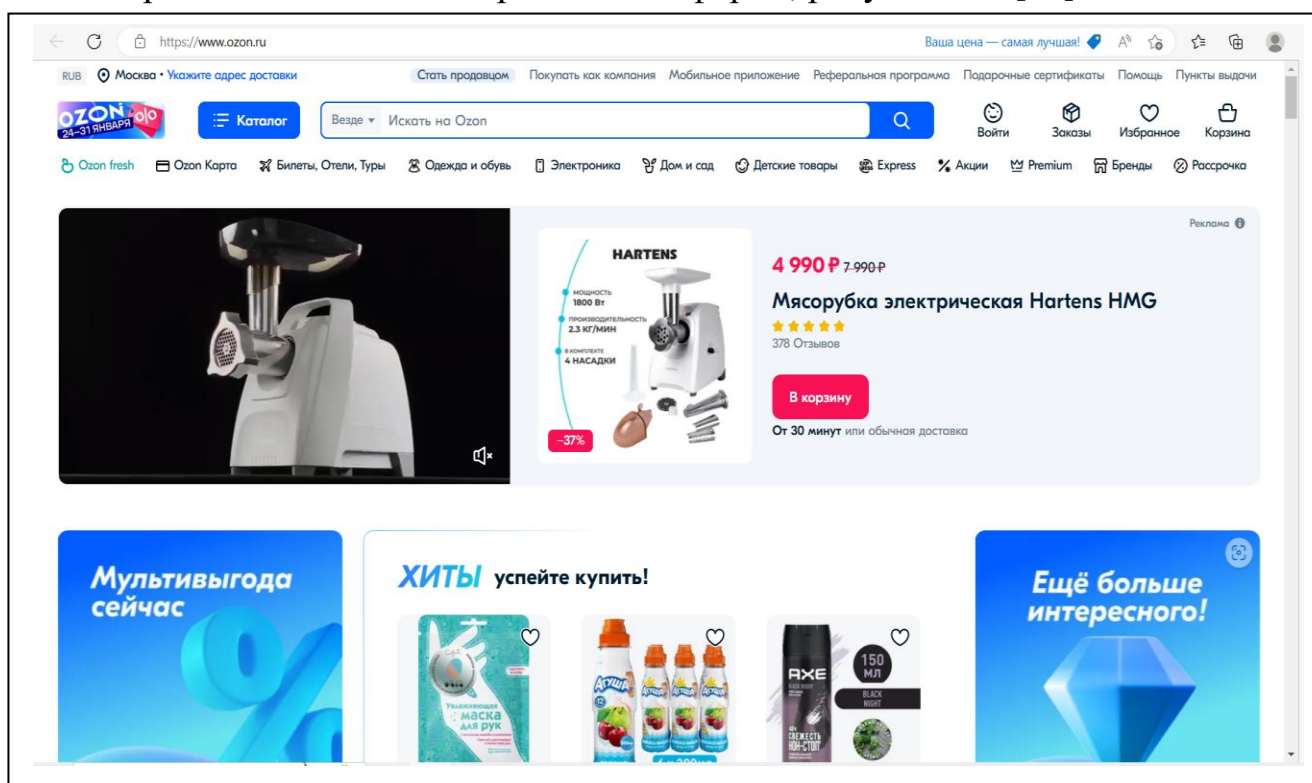 https://www.ozon.ru
Ваша цена — самая лучшая!
RUB Москва • Укажите адрес доставки Стать продавцом Покупать как компания Мобильное приложение Реферальная программа Подарочные сертификаты Помощь Пункты выдачи
OZON %
24–31 ЯНВАРЯ
Каталог Везде Искать на Ozon Войти Заказы Избранное Корзина
Ozon fresh Ozon Карта Билеты, Отели, Туры Одежда и обувь Электроника Дом и сад Детские товары Express Акции Premium Бренды Рассрочка
Реклама
HARTENS
МОЩНОСТЬ
1800 Вт
ПРОИЗВОДИТЕЛЬНОСТЬ
2.3 КГ/МИН
В КОМПЛЕКТЕ
4 НАСАДКИ
–37%
4 990 ₽ 7 990 ₽
Мясорубка электрическая Hartens HMG
378 Отзывов
В корзину
От 30 минут или обычная доставка
Мультивыгода
сейчас
ХИТЫ успейте купить!
Ещё больше
интересного!
Увлажняющая
маска
для рук
АГУША
AXE
BLACK NIGHT
СВЕЖЕСТЬ
НОН-СТОП
150
МЛ
BLACK
NIGHT